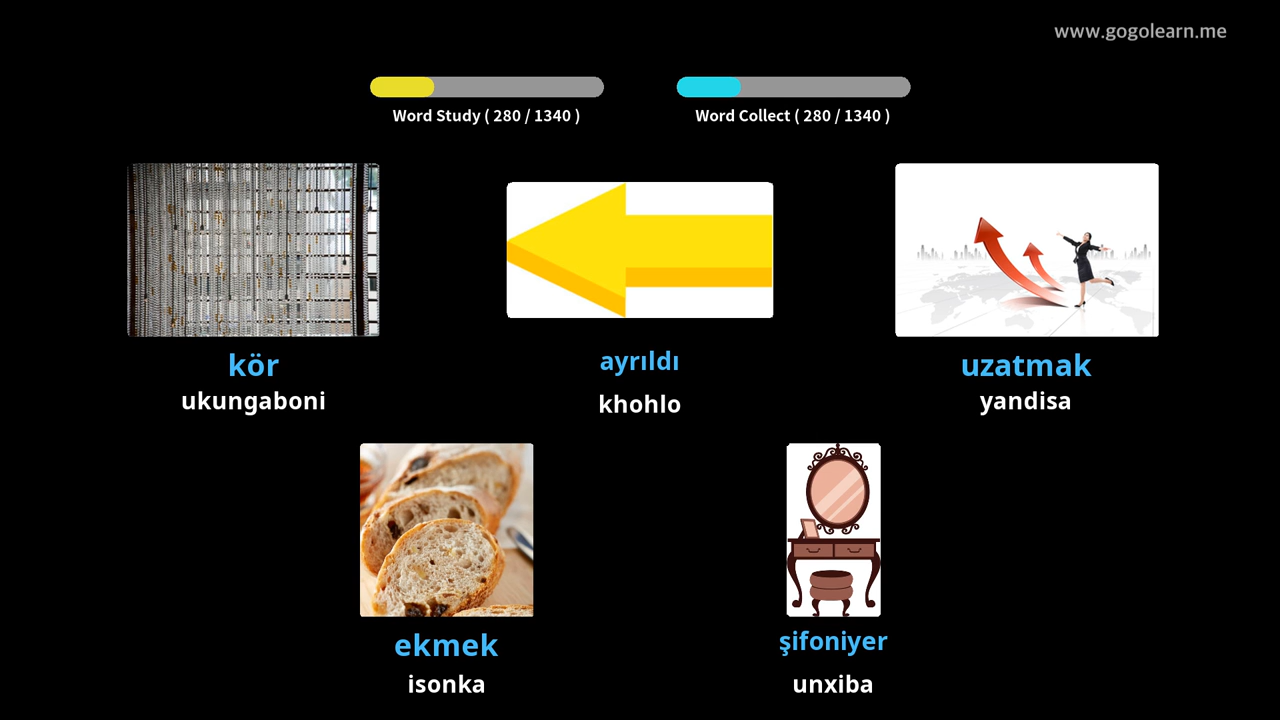 www.gogolearn.me
Word Study ( 280 / 1340 )
Word Collect ( 280 / 1340 )
kör
ukungaboni
ayrıldı
khohlo
uzatmak
yandisa
ekmek
isonka
şifoniyer
unxiba